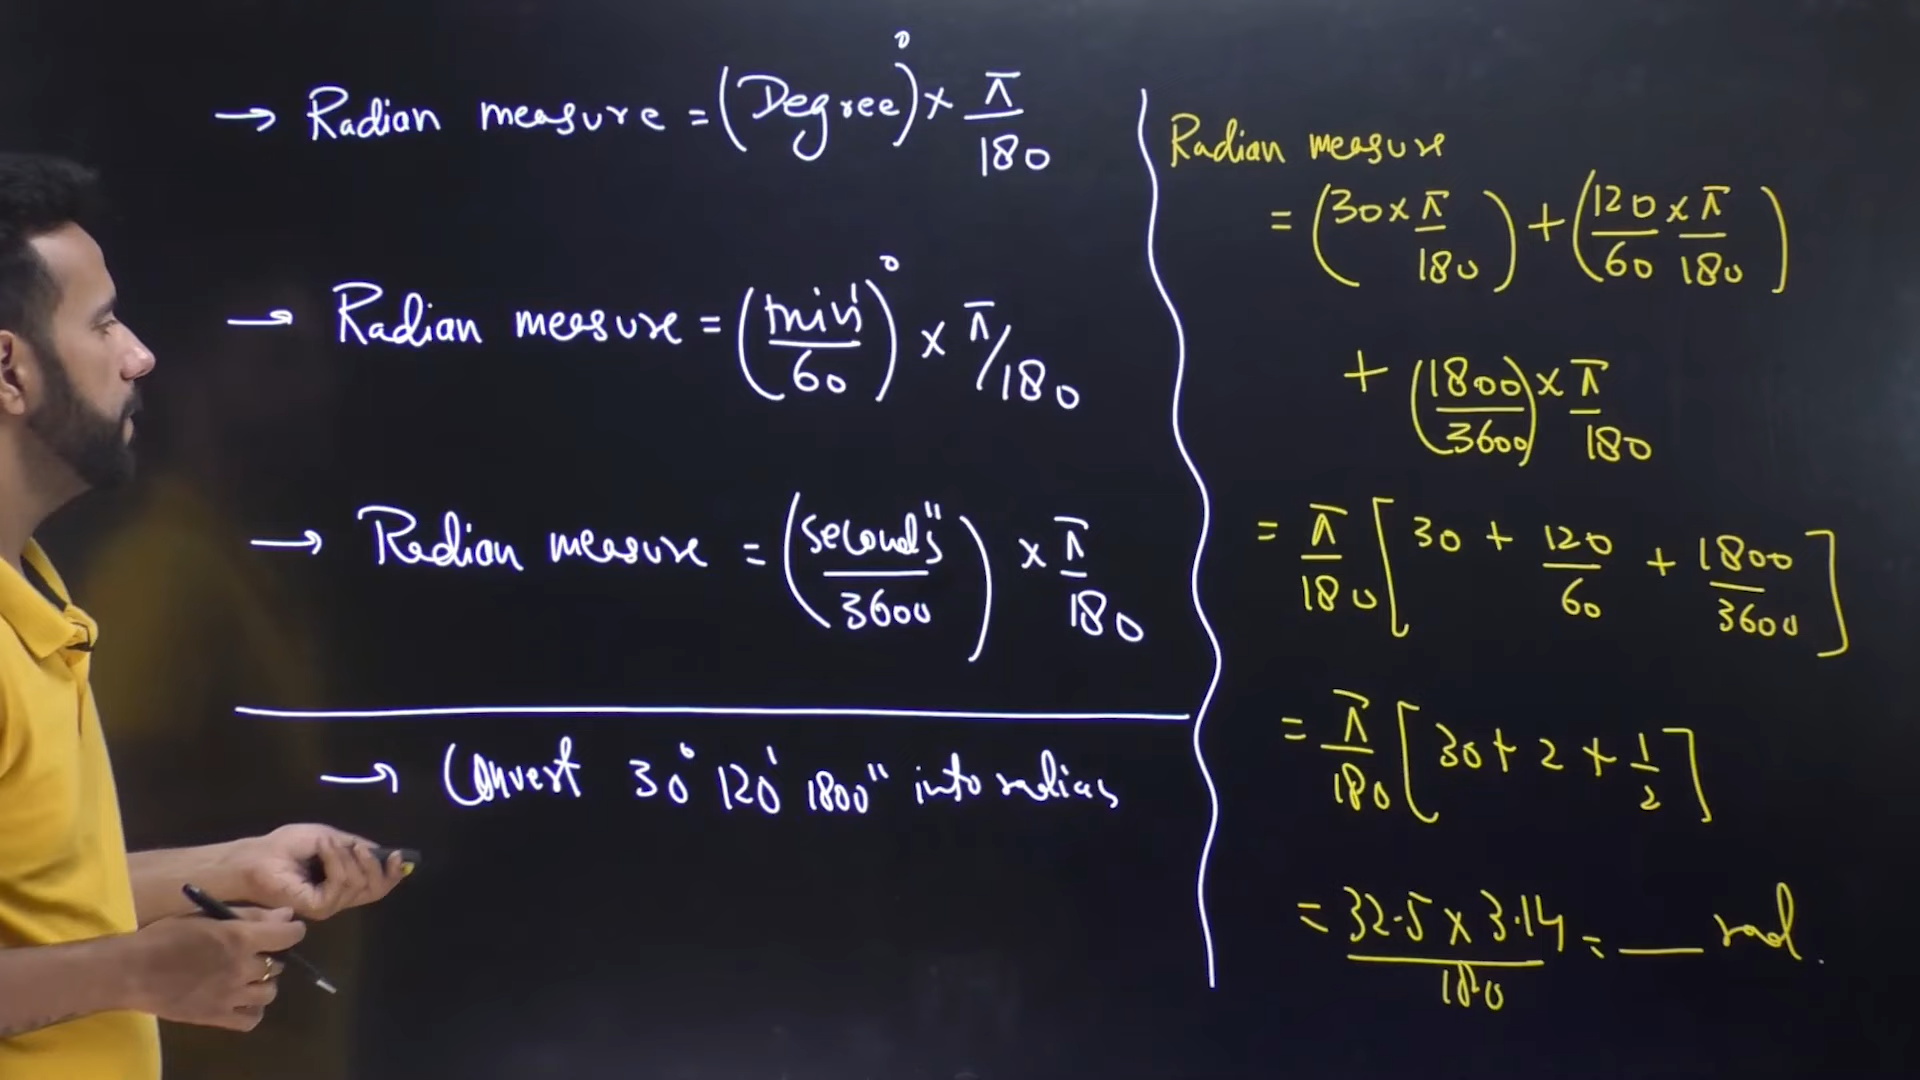 → Radian measure = (Degree)° × π/180
→ Radian measure = (min'/60)° × π/180
→ Radian measure = (seconds"/3600) × π/180
→ Convert 30° 120' 1800" into radian
Radian measure
= (30 × π/180) + (120/60 × π/180)
+ (1800/3600) × π/180
= π/180 [30 + 120/60 + 1800/3600]
= π/180 [30 + 2 + 1/2]
= 32.5 × 3.14/180 = __ rad.